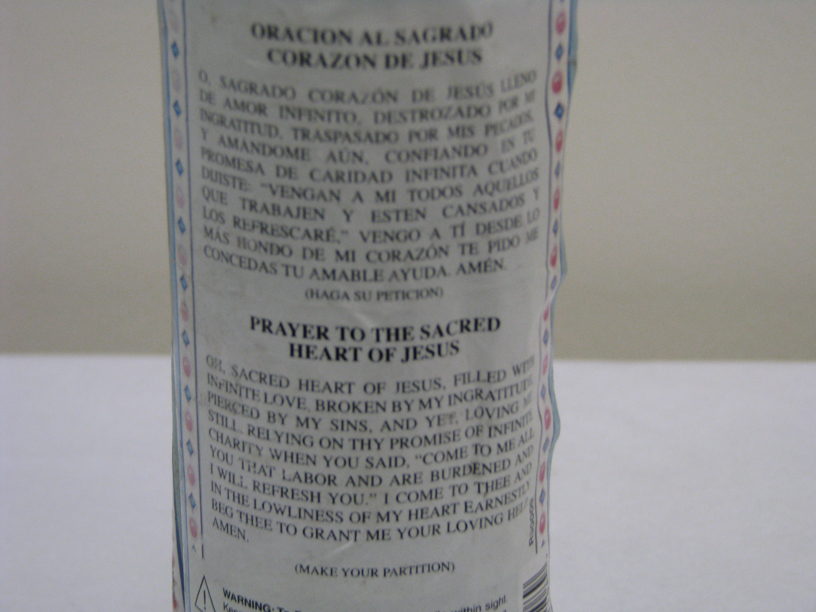 ORACION AL SAGRADO
CORAZON DE JESUS
O, SAGRADO CORAZÓN DE JESÚS LLENO
DE AMOR INFINITO, DESTROZADO POR MI
INGRATITUD, TRASPASADO POR MIS PECADOS,
Y AMÁNDOME AÚN, CONFIANDO EN TU
PROMESA DE CARIDAD INFINITA CUANDO
DIJISTE: "VENGAN A MI TODOS AQUELLOS
QUE TRABAJEN Y ESTEN CANSADOS Y
LOS REFRESCARÉ," VENGO A TÍ DESDE LO
MÁS HONDO DE MI CORAZÓN TE PIDO ME
CONCEDAS TU AMABLE AYUDA. AMÉN.
(HAGA SU PETICION)
PRAYER TO THE SACRED
HEART OF JESUS
OH, SACRED HEART OF JESUS, FILLED WITH
INFINITE LOVE, BROKEN BY MY INGRATITUDE,
PIERCED BY MY SINS, AND YET, LOVING ME
STILL. RELYING ON THY PROMISE OF INFINITE
CHARITY WHEN YOU SAID, "COME TO ME ALL
YOU THAT LABOR AND ARE BURDENED AND
I WILL REFRESH YOU." I COME TO THEE AND
IN THE LOWLINESS OF MY HEART EARNESTLY
BEG THEE TO GRANT ME YOUR LOVING HELP
AMEN.
(MAKE YOUR PARTITION)
WARNING: within sight